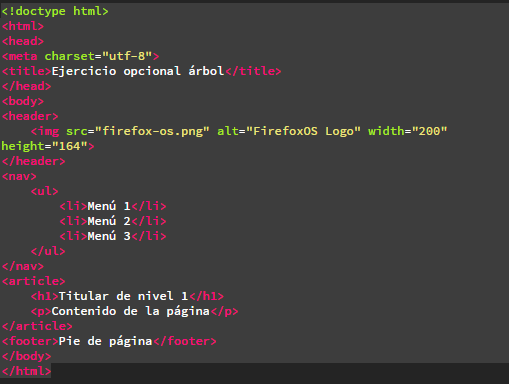 <!doctype html>
<html>
<head>
<meta charset="utf-8">
<title>Ejercicio opcional árbol</title>
</head>
<body>
<header>
    <img src="firefox-os.png" alt="FirefoxOS Logo" width="200"
height="164">
</header>
<nav>
    <ul>
        <li>Menú 1</li>
        <li>Menú 2</li>
        <li>Menú 3</li>
    </ul>
</nav>
<article>
    <h1>Titular de nivel 1</h1>
    <p>Contenido de la página</p>
</article>
<footer>Pie de página</footer>
</body>
</html>